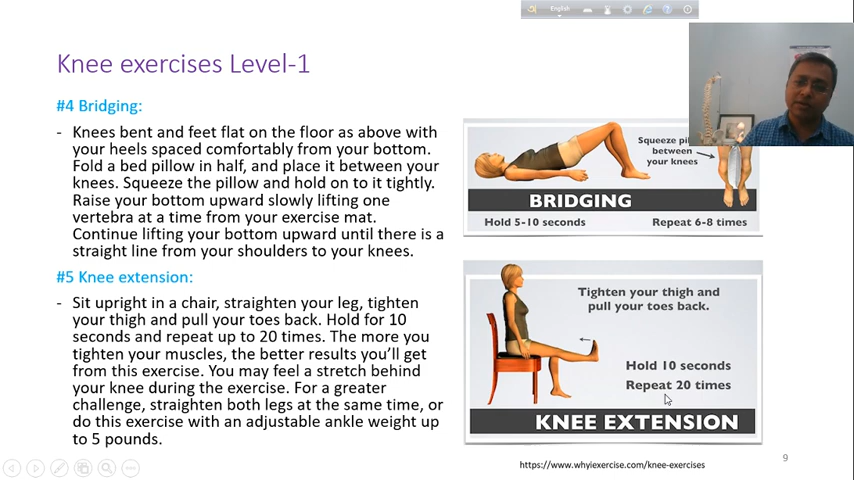 English
Knee exercises Level-1
#4 Bridging:
- Knees bent and feet flat on the floor as above with
your heels spaced comfortably from your bottom.
Fold a bed pillow in half, and place it between your
knees. Squeeze the pillow and hold on to it tightly.
Raise your bottom upward slowly lifting one
vertebra at a time from your exercise mat.
Continue lifting your bottom upward until there is a
straight line from your shoulders to your knees.
#5 Knee extension:
- Sit upright in a chair, straighten your leg, tighten
your thigh and pull your toes back. Hold for 10
seconds and repeat up to 20 times. The more you
tighten your muscles, the better results you'll get
from this exercise. You may feel a stretch behind
your knee during the exercise. For a greater
challenge, straighten both legs at the same time, or
do this exercise with an adjustable ankle weight up
to 5 pounds.
Squeeze
between
your knees
BRIDGING
Hold 5-10 seconds Repeat 6-8 times
Tighten your thigh and
pull your toes back.
Hold 10 seconds
Repeat 20 times
KNEE EXTENSION
https://www.whyiexercise.com/knee-exercises
9